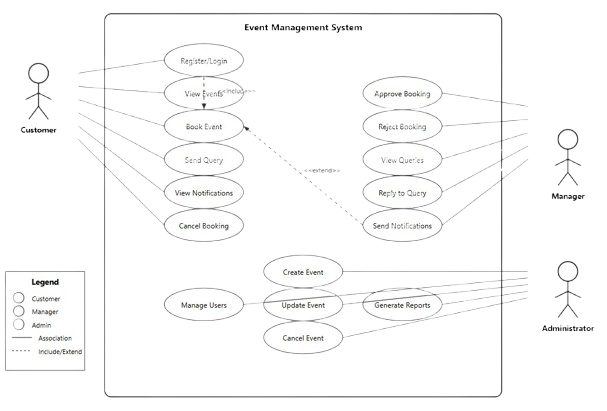 Event Management System
Register/Login
View Events
<<include>>
Book Event
Send Query
View Notifications
Cancel Booking
Customer
Approve Booking
Reject Booking
View Queries
Reply to Query
Send Notifications
<<extend>>
Manager
Create Event
Manage Users
Update Event
Generate Reports
Cancel Event
Administrator
Legend
Customer
Manager
Admin
Association
Include/Extend